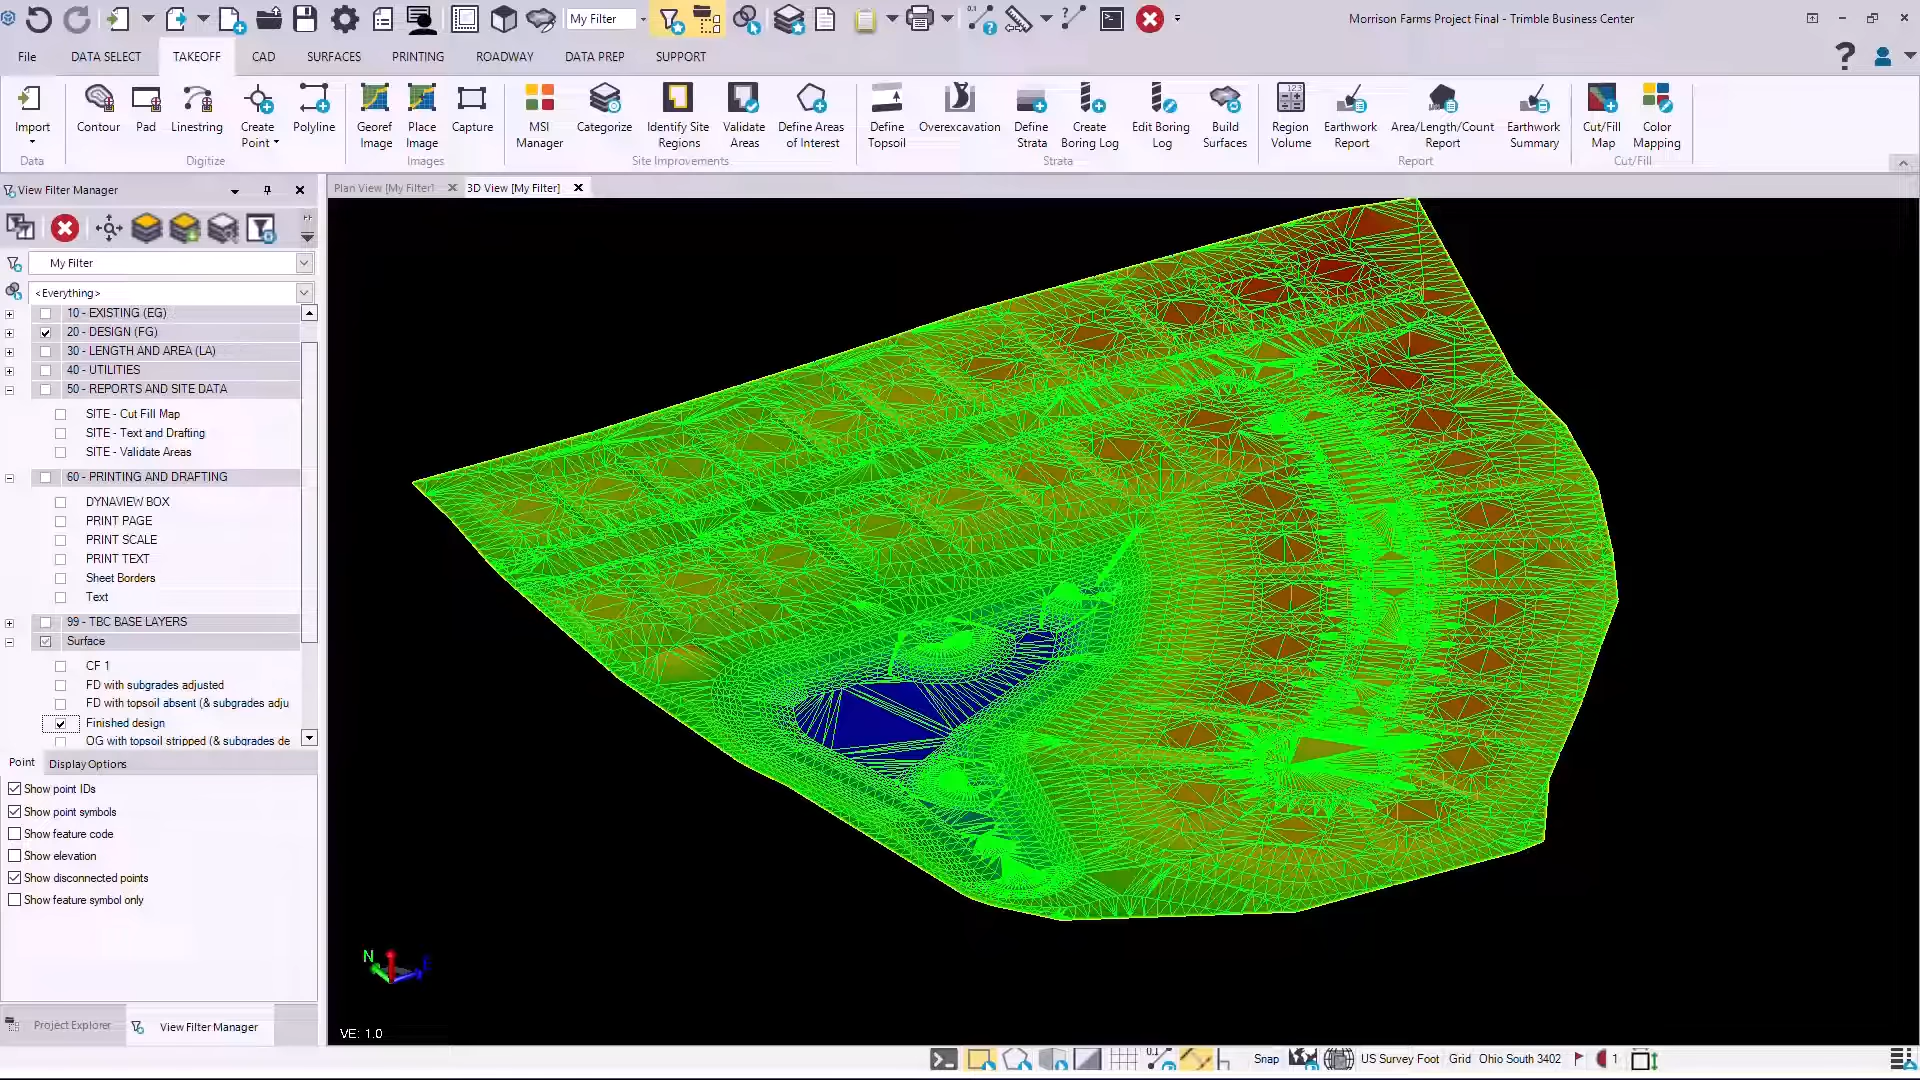 My Filter
0.1
Morrison Farms Project Final - Trimble Business Center
File
DATA SELECT
TAKEOFF
CAD
SURFACES
PRINTING
ROADWAY
DATA PREP
SUPPORT
Import
Contour
Pad
Linestring
Create Point
Polyline
Georef Image
Place Image
Capture
MSI Manager
Categorize
Identify Site Regions
Validate Areas
Define Areas of Interest
Define Topsoil
Overexcavation
Define Strata
Create Boring Log
Edit Boring Log
Build Surfaces
123
Region Volume
Earthwork Report
Area/Length/Count Report
Earthwork Summary
Cut/Fill Map
Color Mapping
Data
Digitize
Images
Site Improvements
Strata
Report
Cut/Fill
View Filter Manager
Plan View [My Filter]
3D View [My Filter]
My Filter
<Everything>
10 - EXISTING (EG)
20 - DESIGN (FG)
30 - LENGTH AND AREA (LA)
40 - UTILITIES
50 - REPORTS AND SITE DATA
SITE - Cut Fill Map
SITE - Text and Drafting
SITE - Validate Areas
60 - PRINTING AND DRAFTING
DYNAVIEW BOX
PRINT PAGE
PRINT SCALE
PRINT TEXT
Sheet Borders
Text
99 - TBC BASE LAYERS
Surface
CF 1
FD with subgrades adjusted
FD with topsoil absent (& subgrades adju
Finished design
OG with topsoil stripped (& subgrades de
Point
Display Options
Show point IDs
Show point symbols
Show feature code
Show elevation
Show disconnected points
Show feature symbol only
N
E
VE: 1.0
Project Explorer
View Filter Manager
0.1
Snap
US Survey Foot
Grid
Ohio South 3402
1